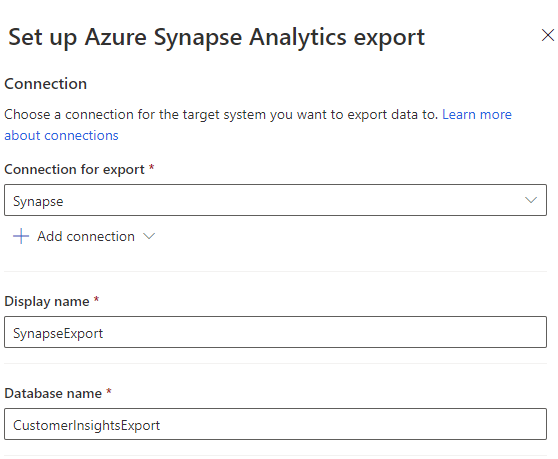 Set up Azure Synapse Analytics export
Connection
Choose a connection for the target system you want to export data to. Learn more
about connections
Connection for export *
Synapse
Add connection
Display name *
SynapseExport
Database name *
CustomerInsightsExport